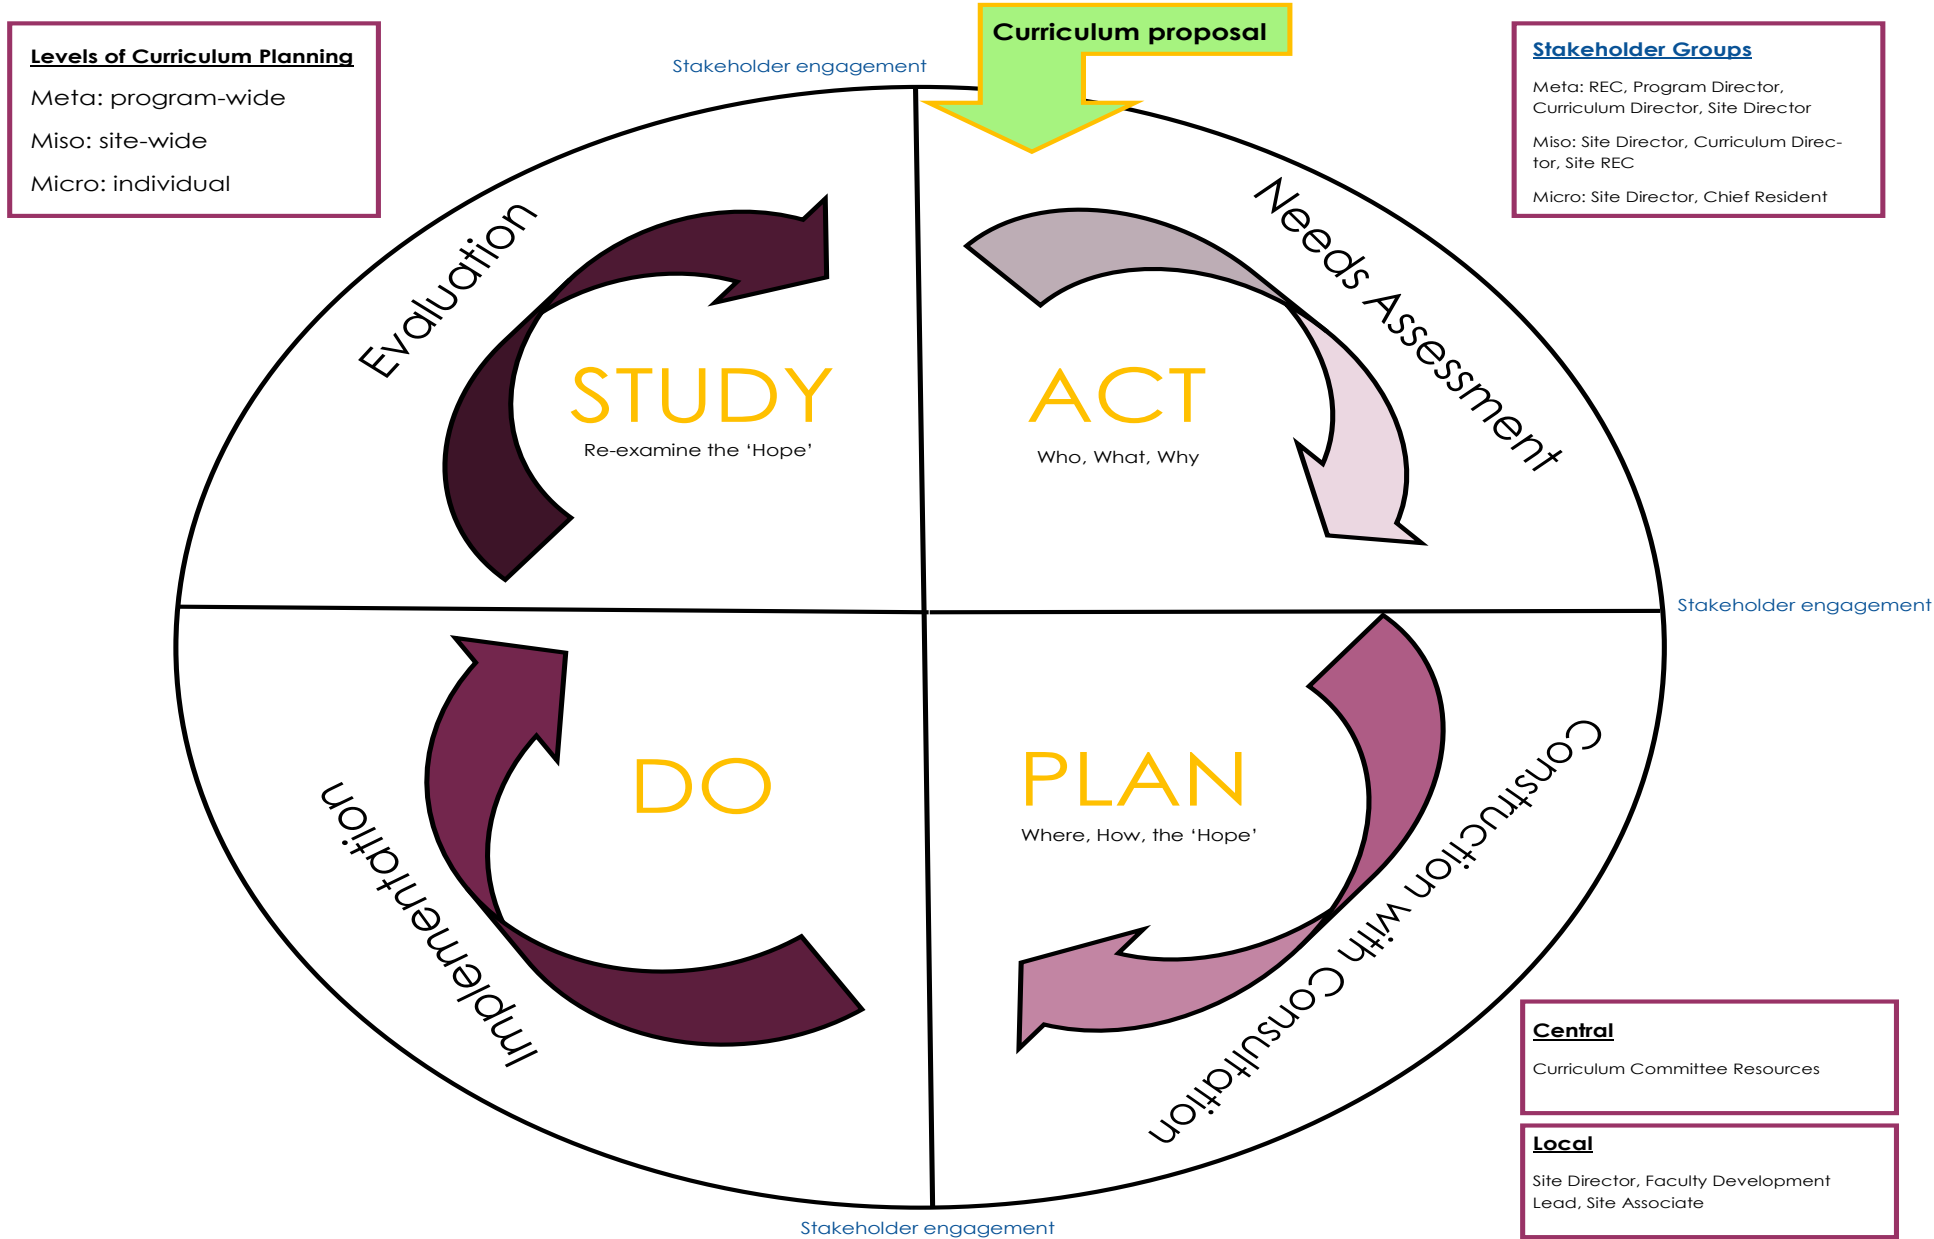 Curriculum proposal
Levels of Curriculum Planning
Meta: program-wide
Miso: site-wide
Micro: individual
Stakeholder engagement
Stakeholder Groups
Meta: REC, Program Director,
Curriculum Director, Site Director
Miso: Site Director, Curriculum Direc-
tor, Site REC
Micro: Site Director, Chief Resident
Evaluation
Needs Assessment
STUDY
Re-examine the ‘Hope’
ACT
Who, What, Why
Stakeholder engagement
DO
PLAN
Where, How, the ‘Hope’
Implementation
Construction with Consultation
Central
Curriculum Committee Resources
Local
Site Director, Faculty Development
Lead, Site Associate
Stakeholder engagement